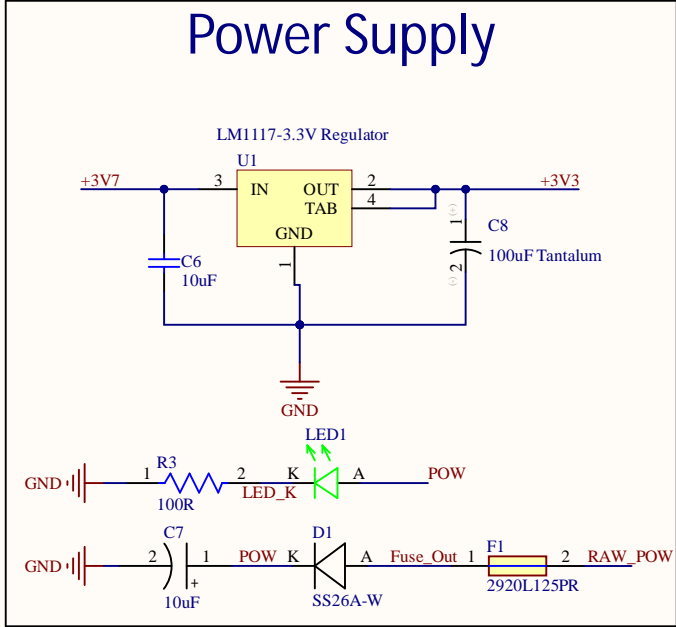 Power Supply
LM1117-3.3V Regulator
U1
+3V7 3 IN OUT 2 +3V3
TAB 4
GND
1
1 (+) C8
100uF Tantalum
2 (-)
C6
10uF
GND
LED1
GND 1 R3 2 K A POW
LED_K
100R
C7 D1 F1
GND 2 1 POW K A Fuse_Out 1 2 RAW_POW
+
10uF SS26A-W 2920L125PR